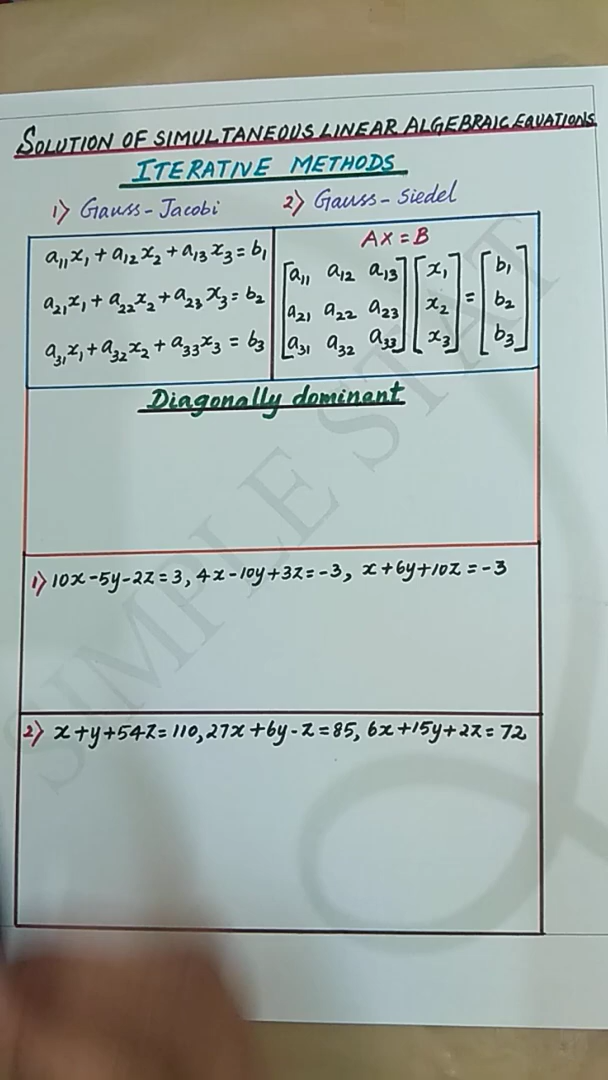 SOLUTION OF SIMULTANEOUS LINEAR ALGEBRAIC EQUATIONS
ITERATIVE METHODS
1) Gauss-Jacobi 2) Gauss-Siedel
a₁₁x₁ + a₁₂x₂ + a₁₃x₃ = b₁
a₂₁x₁ + a₂₂x₂ + a₂₃x₃ = b₂
a₃₁x₁ + a₃₂x₂ + a₃₃x₃ = b₃
AX = B
[a₁₁ a₁₂ a₁₃] [x₁] = [b₁]
[a₂₁ a₂₂ a₂₃] [x₂] = [b₂]
[a₃₁ a₃₂ a₃₃] [x₃] = [b₃]
Diagonally dominant
1) 10x-5y-2z=3, 4x-10y+3z=-3, x+6y+10z=-3
2) x+y+54z=110, 27x+6y-z=85, 6x+15y+2z=72
SIMPLE STAT